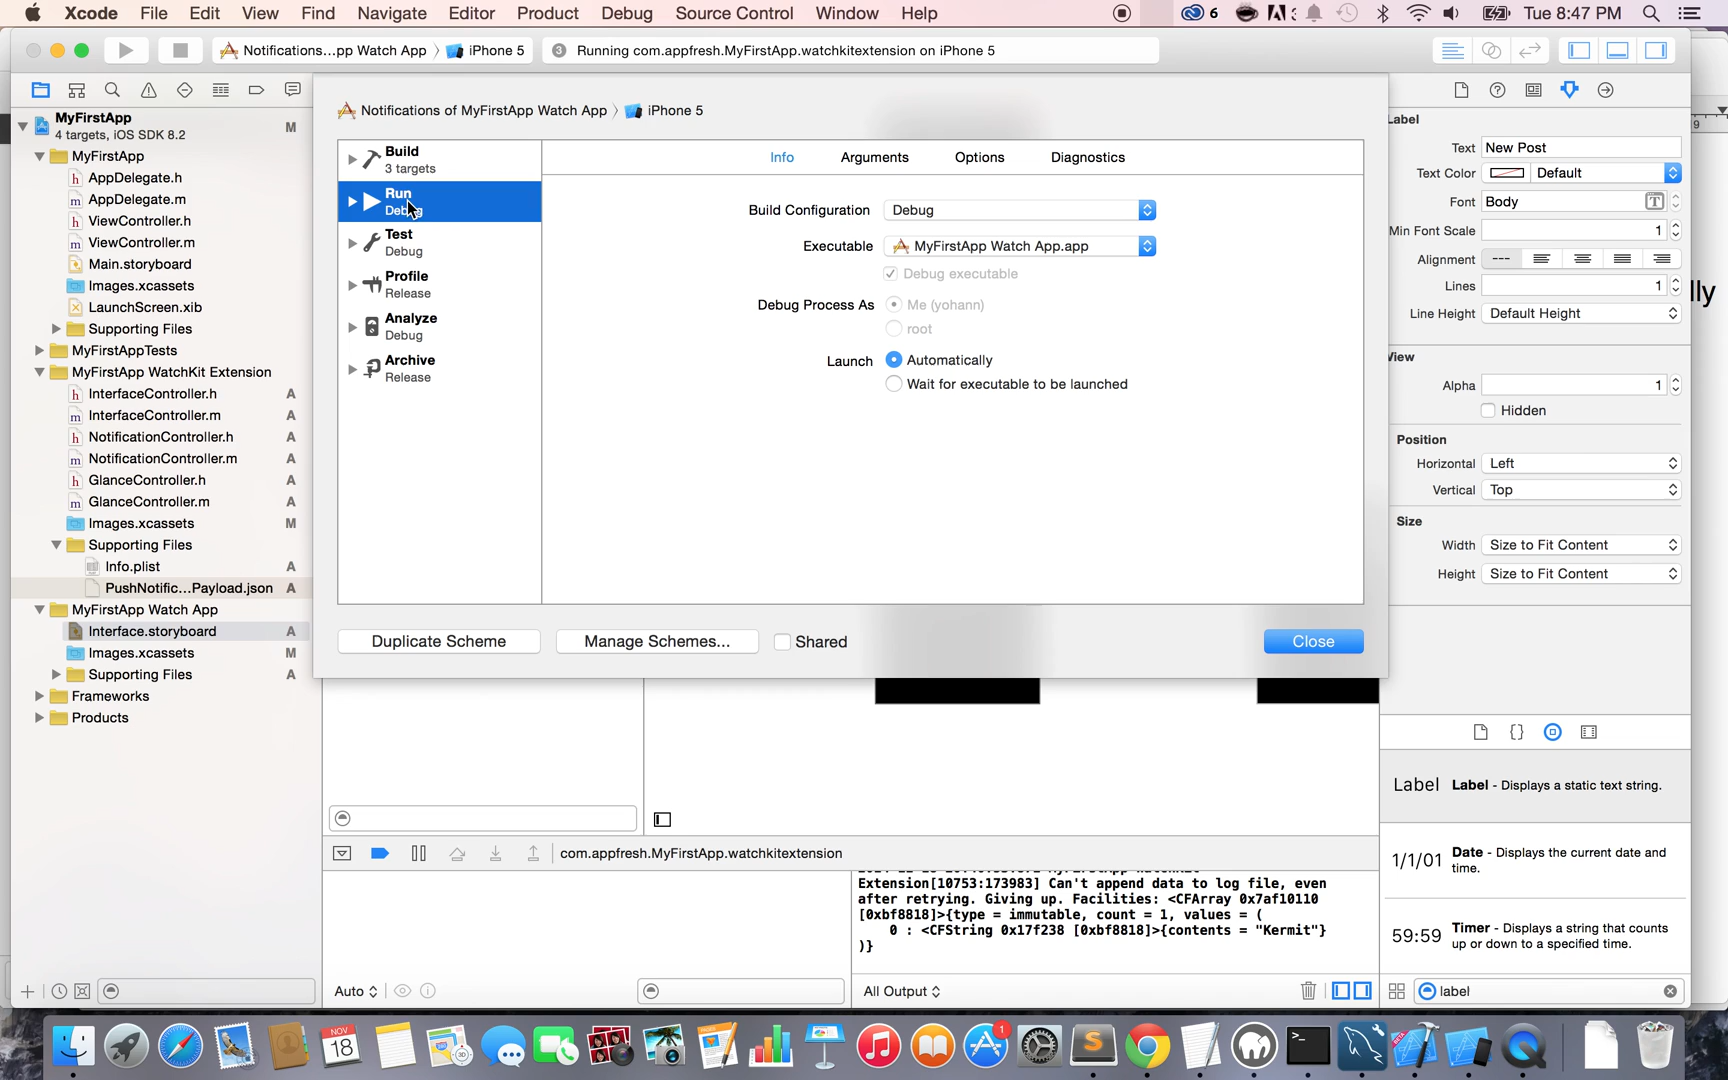 Xcode File Edit View Find Navigate Editor Product Debug Source Control Window Help 6 Tue 8:47 PM
Notifications...pp Watch App iPhone 5 3 Running com.appfresh.MyFirstApp.watchkitextension on iPhone 5
MyFirstApp
4 targets, iOS SDK 8.2 M
MyFirstApp
h AppDelegate.h
m AppDelegate.m
h ViewController.h
m ViewController.m
Main.storyboard
Images.xcassets
LaunchScreen.xib
Supporting Files
MyFirstAppTests
MyFirstApp WatchKit Extension
h InterfaceController.h A
m InterfaceController.m A
h NotificationController.h A
m NotificationController.m A
h GlanceController.h A
m GlanceController.m A
Images.xcassets M
Supporting Files
Info.plist A
PushNotific...Payload.json A
MyFirstApp Watch App
Interface.storyboard A
Images.xcassets M
Supporting Files A
Frameworks
Products
Notifications of MyFirstApp Watch App iPhone 5
Build
3 targets
Run
Debug
Test
Debug
Profile
Release
Analyze
Debug
Archive
Release
Info Arguments Options Diagnostics
Build Configuration Debug
Executable MyFirstApp Watch App.app
Debug executable
Debug Process As Me (yohann)
root
Launch Automatically
Wait for executable to be launched
Duplicate Scheme Manage Schemes... Shared Close
Label
Text New Post
Text Color Default
Font Body T
Min Font Scale 1
Alignment ---
Lines 1
Line Height Default Height
View
Alpha 1
Hidden
Position
Horizontal Left
Vertical Top
Size
Width Size to Fit Content
Height Size to Fit Content
9
lly
Label Label - Displays a static text string.
1/1/01 Date - Displays the current date and
time.
59:59 Timer - Displays a string that counts
up or down to a specified time.
label
com.appfresh.MyFirstApp.watchkitextension
Extension[10753:173983] Can't append data to log file, even
after retrying. Giving up. Facilities: <CFArray 0x7af10110
[0xbf8818]>{type = immutable, count = 1, values = (
0 : <CFString 0x17f238 [0xbf8818]>{contents = "Kermit"}
)}
Auto All Output
NOV
18
3D
1